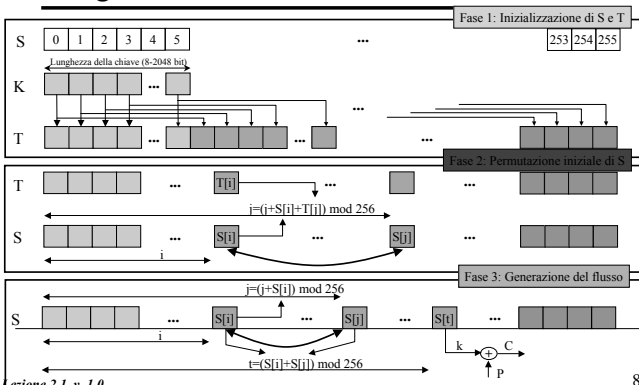 Fase 1: Inizializzazione di S e T
S 0 1 2 3 4 5 ... 253 254 255
Lunghezza della chiave (8-2048 bit)
K ... ...
T ... ... ...
Fase 2: Permutazione iniziale di S
T ... T[i] ... ...
j=(j+S[i]+T[j]) mod 256
S ... S[i] ... S[j] ...
i
Fase 3: Generazione del flusso
j=(j+S[i]) mod 256
S ... S[i] ... S[j] ... S[t] ...
i
k + C
t=(S[i]+S[j]) mod 256
P
Lezione 2.1, v. 1.0
8